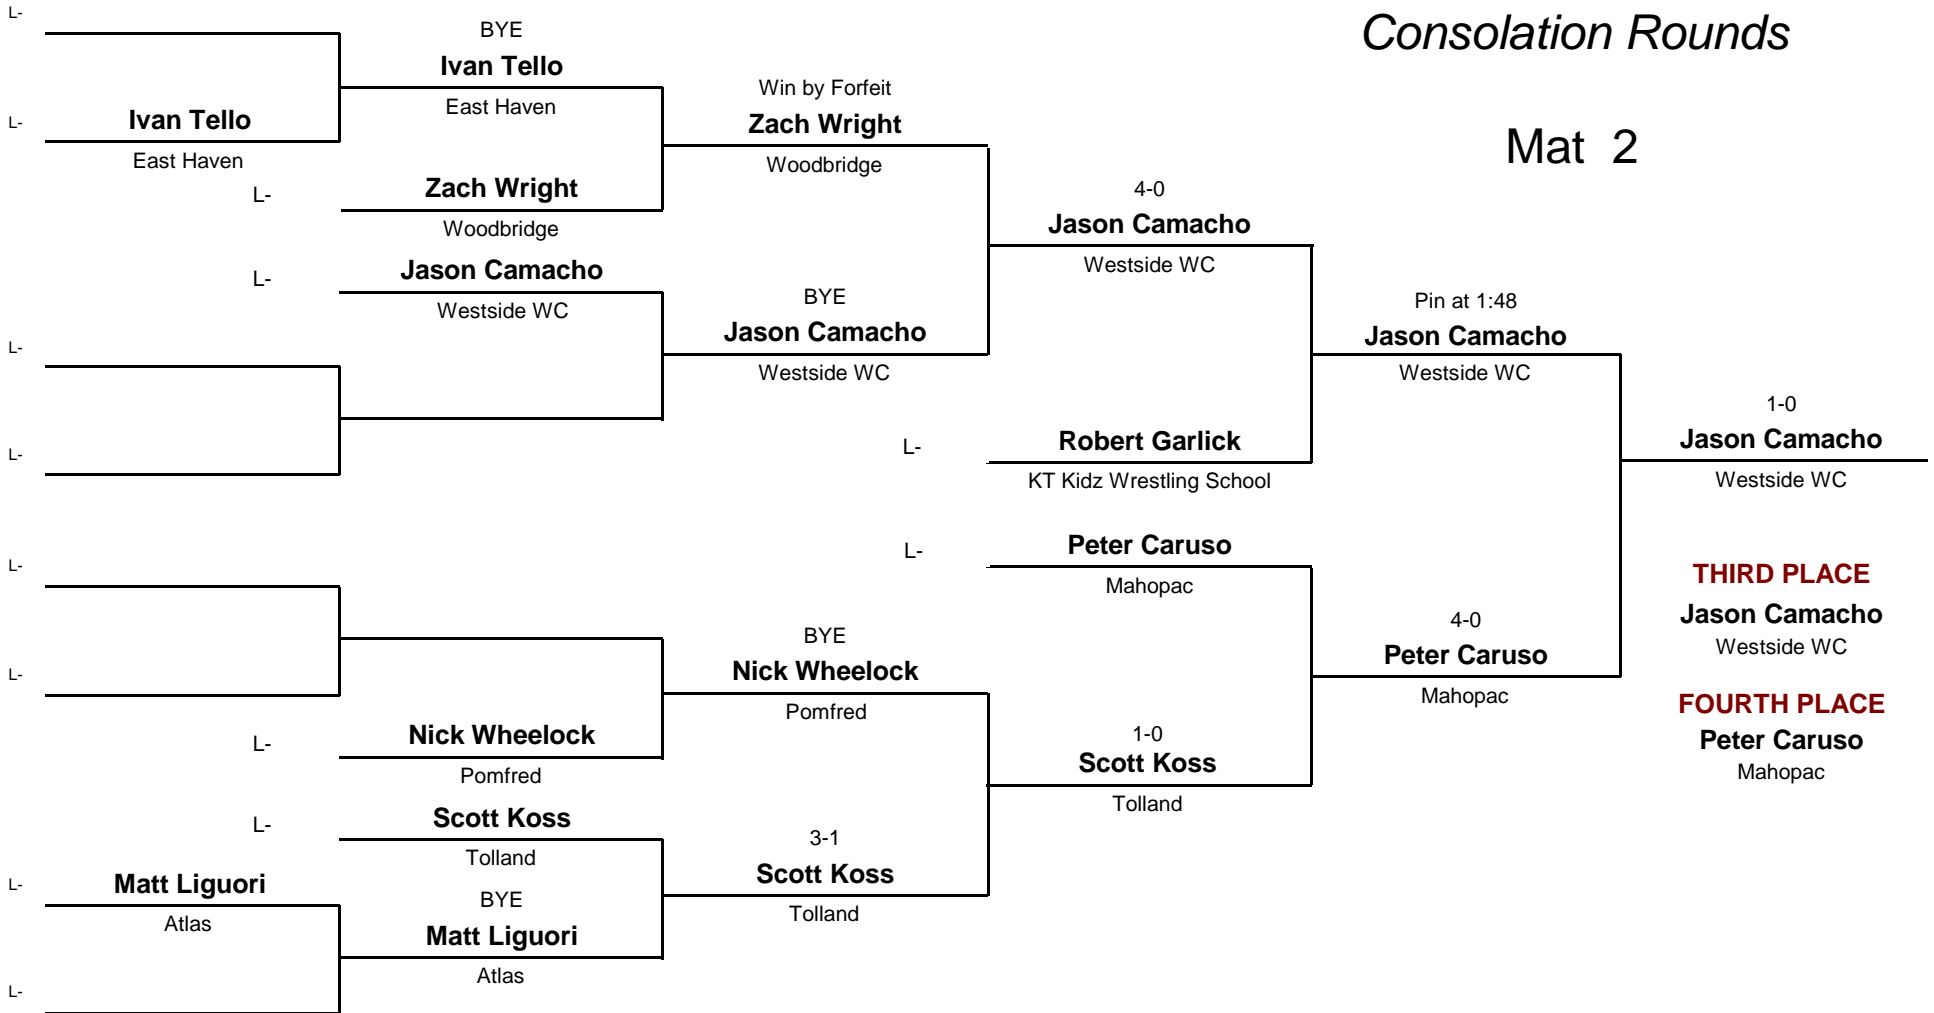 Consolation Rounds
Mat 2
L-
L-
Ivan Tello
East Haven
L-
L-
L-
L-
L-
L-
Matt Liguori
Atlas
L-
BYE
Ivan Tello
East Haven
L-
Zach Wright
Woodbridge
L-
Jason Camacho
Westside WC
L-
Nick Wheelock
Pomfred
L-
Scott Koss
Tolland
BYE
Matt Liguori
Atlas
Win by Forfeit
Zach Wright
Woodbridge
BYE
Jason Camacho
Westside WC
BYE
Nick Wheelock
Pomfred
3-1
Scott Koss
Tolland
4-0
Jason Camacho
Westside WC
L-
Robert Garlick
KT Kidz Wrestling School
L-
Peter Caruso
Mahopac
1-0
Scott Koss
Tolland
Pin at 1:48
Jason Camacho
Westside WC
4-0
Peter Caruso
Mahopac
1-0
Jason Camacho
Westside WC
THIRD PLACE
Jason Camacho
Westside WC
FOURTH PLACE
Peter Caruso
Mahopac